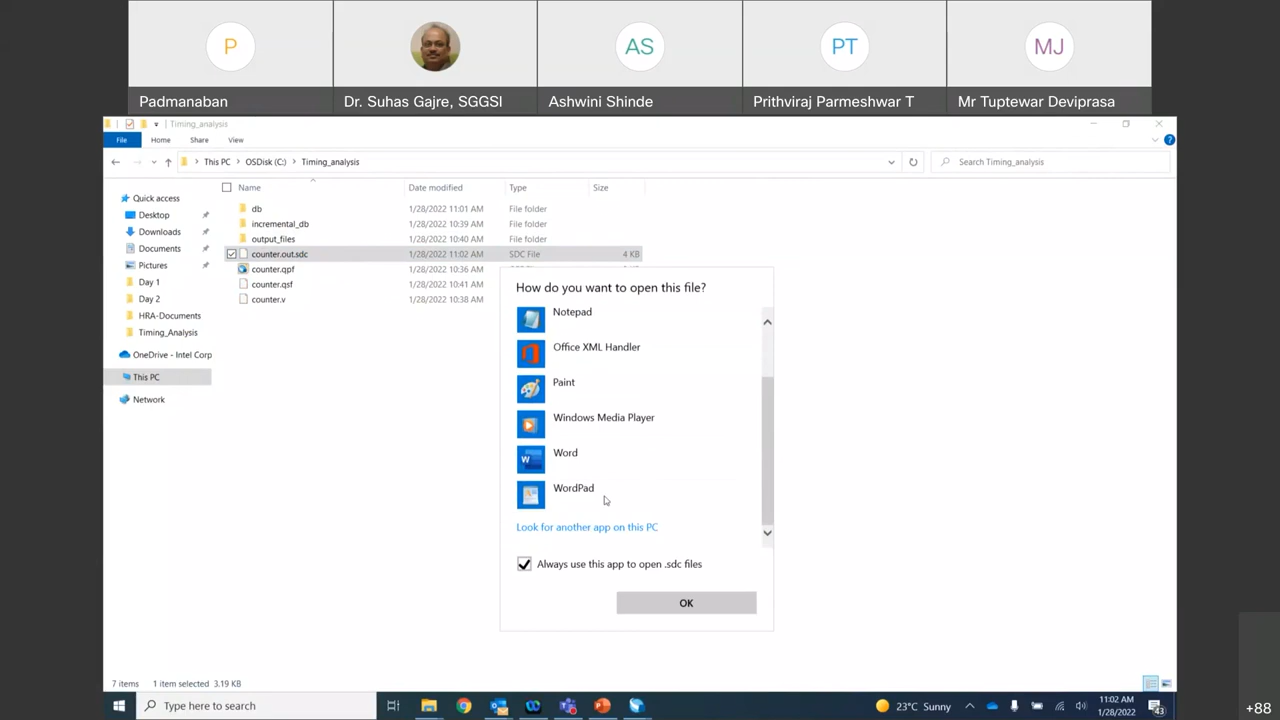 P
AS
PT
MJ
Padmanaban
Dr. Suhas Gajre, SGGSI
Ashwini Shinde
Prithviraj Parmeshwar T
Mr Tuptewar Deviprasa
Timing_analysis
File
Home
Share
View
This PC
OSDisk (C:)
Timing_analysis
Search Timing_analysis
Name
Date modified
Type
Size
Quick access
Desktop
Downloads
Documents
Pictures
Day 1
Day 2
HRA-Documents
Timing_Analysis
OneDrive - Intel Corp
This PC
Network
db 1/28/2022 11:01 AM File folder
incremental_db 1/28/2022 10:39 AM File folder
output_files 1/28/2022 10:40 AM File folder
counter.out.sdc 1/28/2022 11:02 AM SDC File 4 KB
counter.qpf 1/28/2022 10:36 AM
counter.qsf 1/28/2022 10:41 AM
counter.v 1/28/2022 10:38 AM
How do you want to open this file?
Notepad
Office XML Handler
Paint
Windows Media Player
Word
WordPad
Look for another app on this PC
Always use this app to open .sdc files
OK
7 items 1 item selected 3.19 KB
Type here to search
23°C Sunny
11:02 AM
1/28/2022
43
+88